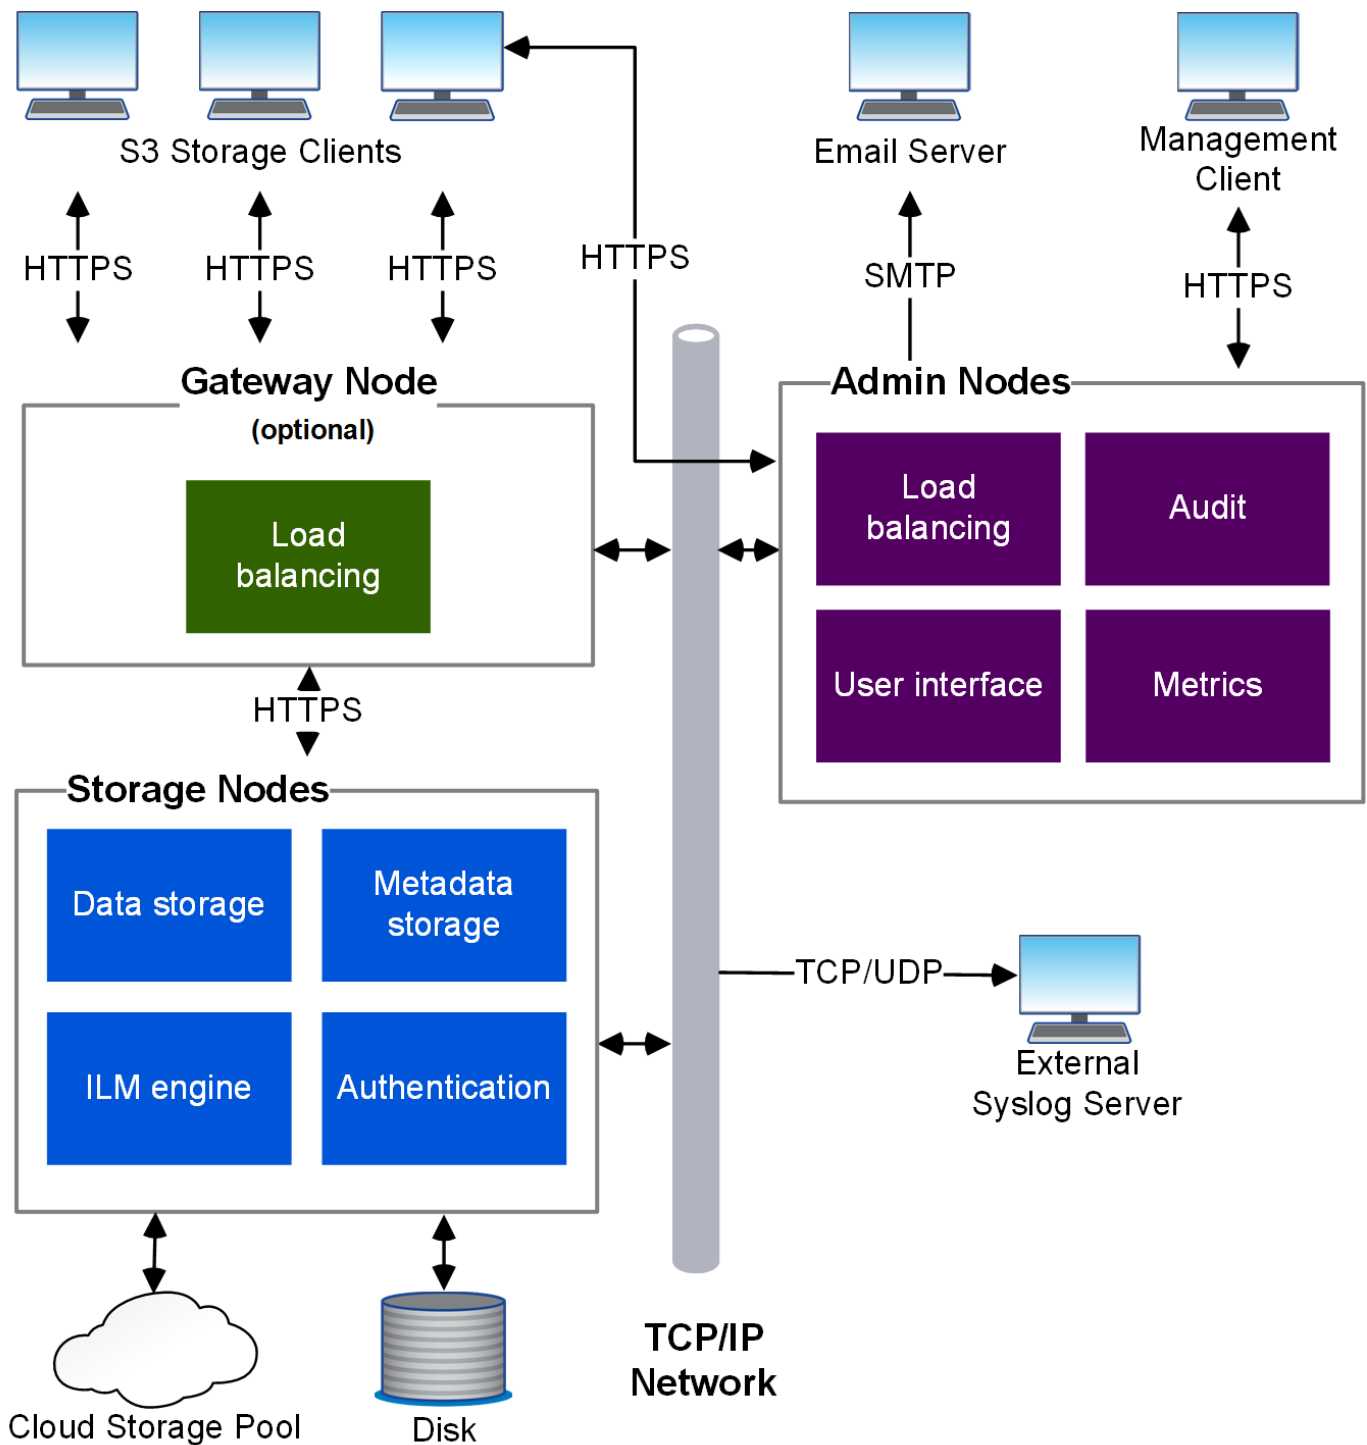 S3 Storage Clients
Email Server
Management
Client
HTTPS
HTTPS
HTTPS
HTTPS
SMTP
HTTPS
Gateway Node
(optional)
Load
balancing
Admin Nodes
Load
balancing
Audit
User interface
Metrics
HTTPS
Storage Nodes
Data storage
Metadata
storage
ILM engine
Authentication
TCP/UDP
External
Syslog Server
TCP/IP
Network
Cloud Storage Pool
Disk